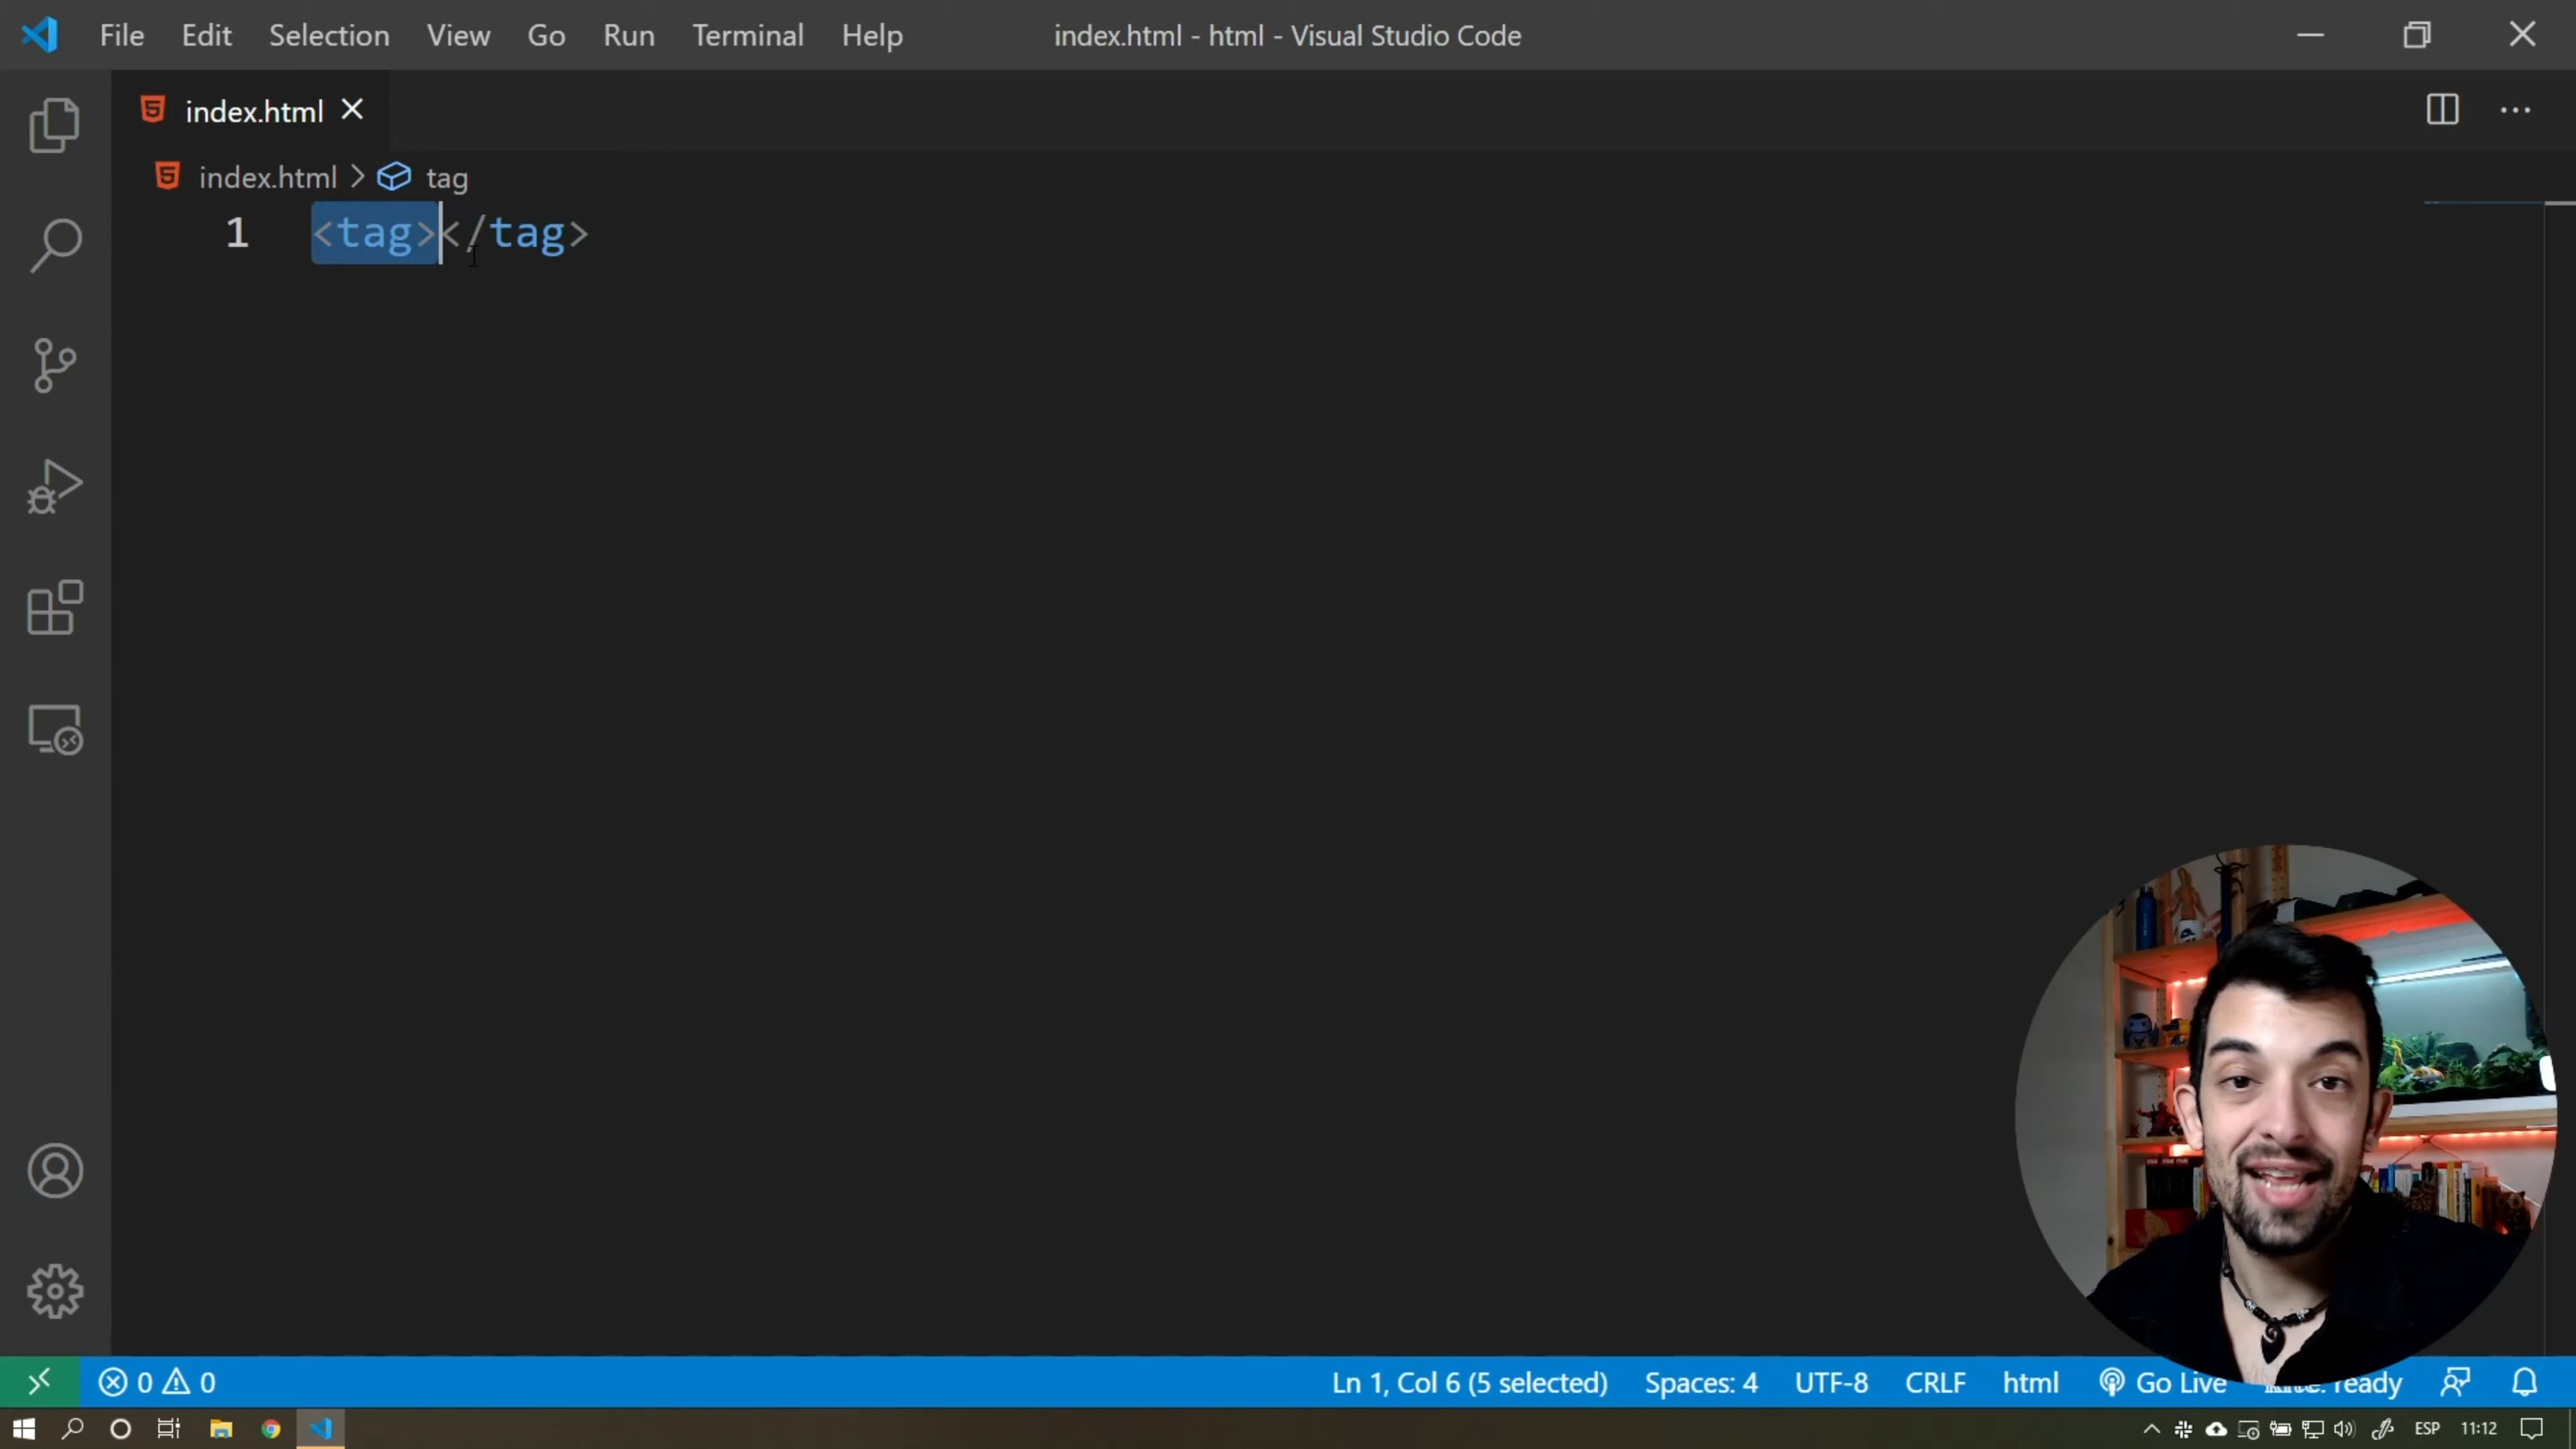 File Edit Selection View Go Run Terminal Help index.html - html - Visual Studio Code
index.html
index.html > tag
1 <tag></tag>
0 0 Ln 1, Col 6 (5 selected) Spaces: 4 UTF-8 CRLF html Go Live ready
ESP 11:12